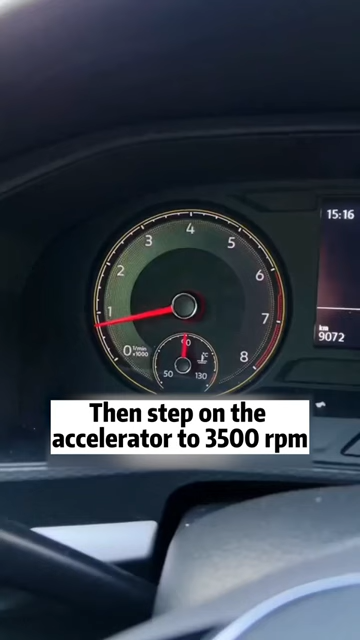 4
3
5
2
6
15:16
1
7
km
9072
0
1/min
x1000
8
90
°C
50
130
Then step on the
accelerator to 3500 rpm